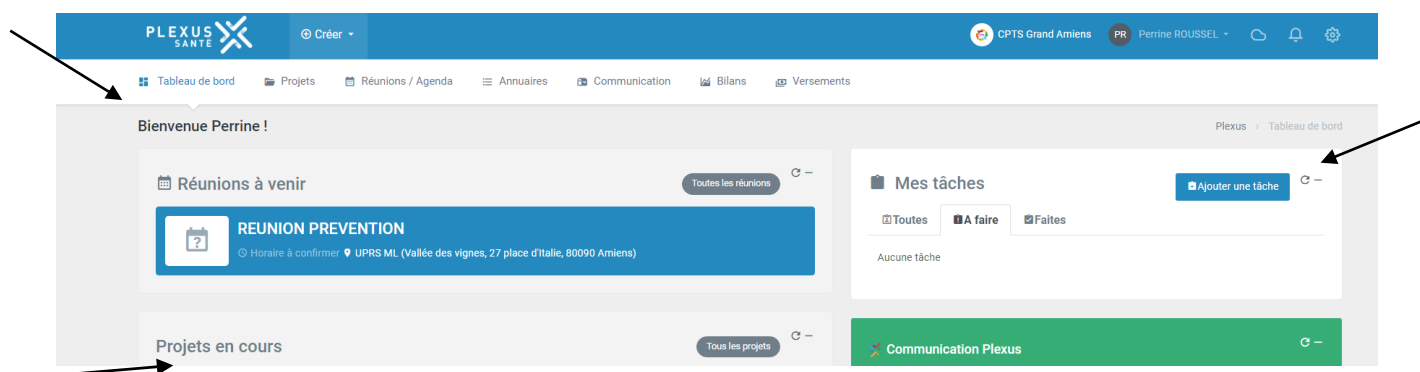 PLEXUS SANTÉ
Créer
CPTS Grand Amiens
PR
Perrine ROUSSEL
Tableau de bord
Projets
Réunions / Agenda
Annuaires
Communication
Bilans
Versements
Bienvenue Perrine !
Plexus > Tableau de bord
Réunions à venir
Toutes les réunions
REUNION PREVENTION
Horaire à confirmer UPRS ML (Vallée des vignes, 27 place d'Italie, 80090 Amiens)
Mes tâches
Ajouter une tâche
Toutes
A faire
Faites
Aucune tâche
Projets en cours
Tous les projets
Communication Plexus